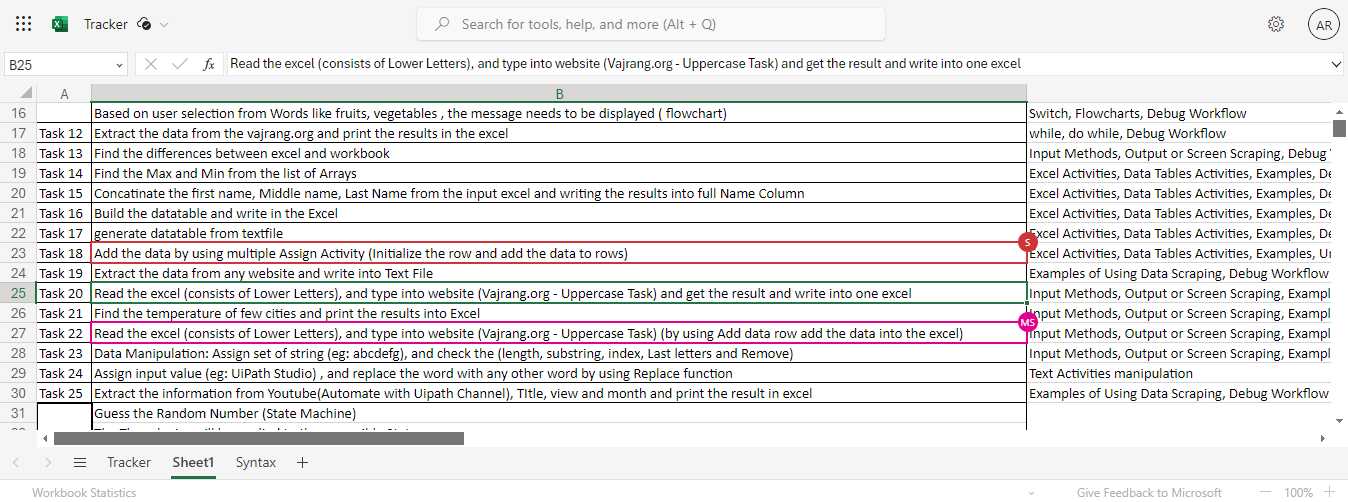 Tracker
Search for tools, help, and more (Alt + Q)
AR
B25 fx Read the excel (consists of Lower Letters), and type into website (Vajrang.org - Uppercase Task) and get the result and write into one excel
A B
16 Based on user selection from Words like fruits, vegetables , the message needs to be displayed ( flowchart) Switch, Flowcharts, Debug Workflow
17 Task 12 Extract the data from the vajrang.org and print the results in the excel while, do while, Debug Workflow
18 Task 13 Find the differences between excel and workbook Input Methods, Output or Screen Scraping, Debug
19 Task 14 Find the Max and Min from the list of Arrays Excel Activities, Data Tables Activities, Examples, De
20 Task 15 Concatinate the first name, Middle name, Last Name from the input excel and writing the results into full Name Column Excel Activities, Data Tables Activities, Examples, De
21 Task 16 Build the datatable and write in the Excel Excel Activities, Data Tables Activities, Examples, De
22 Task 17 generate datatable from textfile Excel Activities, Data Tables Activities, Examples, De
23 Task 18 Add the data by using multiple Assign Activity (Initialize the row and add the data to rows) S Excel Activities, Data Tables Activities, Examples,
24 Task 19 Extract the data from any website and write into Text File Examples of Using Data Scraping, Debug Workflow
25 Task 20 Read the excel (consists of Lower Letters), and type into website (Vajrang.org - Uppercase Task) and get the result and write into one excel Input Methods, Output or Screen Scraping, Exampl
26 Task 21 Find the temperature of few cities and print the results into Excel Input Methods, Output or Screen Scraping, Exampl
27 Task 22 Read the excel (consists of Lower Letters), and type into website (Vajrang.org - Uppercase Task) (by using Add data row add the data into the excel) MS Input Methods, Output or Screen Scraping, Exampl
28 Task 23 Data Manipulation: Assign set of string (eg: abcdefg), and check the (length, substring, index, Last letters and Remove) Input Methods, Output or Screen Scraping, Exampl
29 Task 24 Assign input value (eg: UiPath Studio) , and replace the word with any other word by using Replace function Text Activities manipulation
30 Task 25 Extract the information from Youtube(Automate with Uipath Channel), TItle, view and month and print the result in excel Examples of Using Data Scraping, Debug Workflow
31 Guess the Random Number (State Machine)
Tracker Sheet1 Syntax
Workbook Statistics Give Feedback to Microsoft 100%